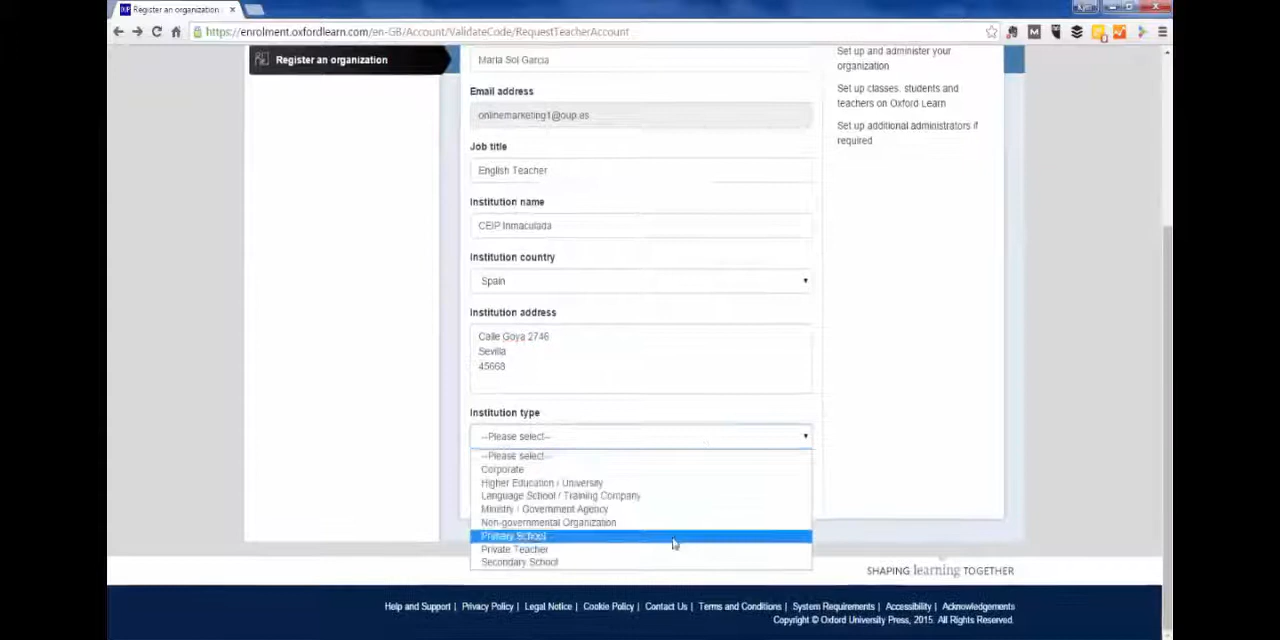 Register an organization
https://enrolment.oxfordlearn.com/en-GB/Account/ValidateCode/RequestTeacherAccount
Register an organization
Maria Sol Garcia
Email address
onlinemarketing1@oup.es
Job title
English Teacher
Institution name
CEIP Inmaculada
Institution country
Spain
Institution address
Calle Goya 2746
Sevilla
45668
Institution type
--Please select--
--Please select--
Corporate
Higher Education / University
Language School / Training Company
Ministry / Government Agency
Non-governmental Organization
Primary School
Private Teacher
Secondary School
Set up and administer your
organization
Set up classes, students and
teachers on Oxford Learn
Set up additional administrators if
required
SHAPING learning TOGETHER
Help and Support | Privacy Policy | Legal Notice | Cookie Policy | Contact Us | Terms and Conditions | System Requirements | Accessibility | Acknowledgements
Copyright © Oxford University Press, 2015. All Rights Reserved.